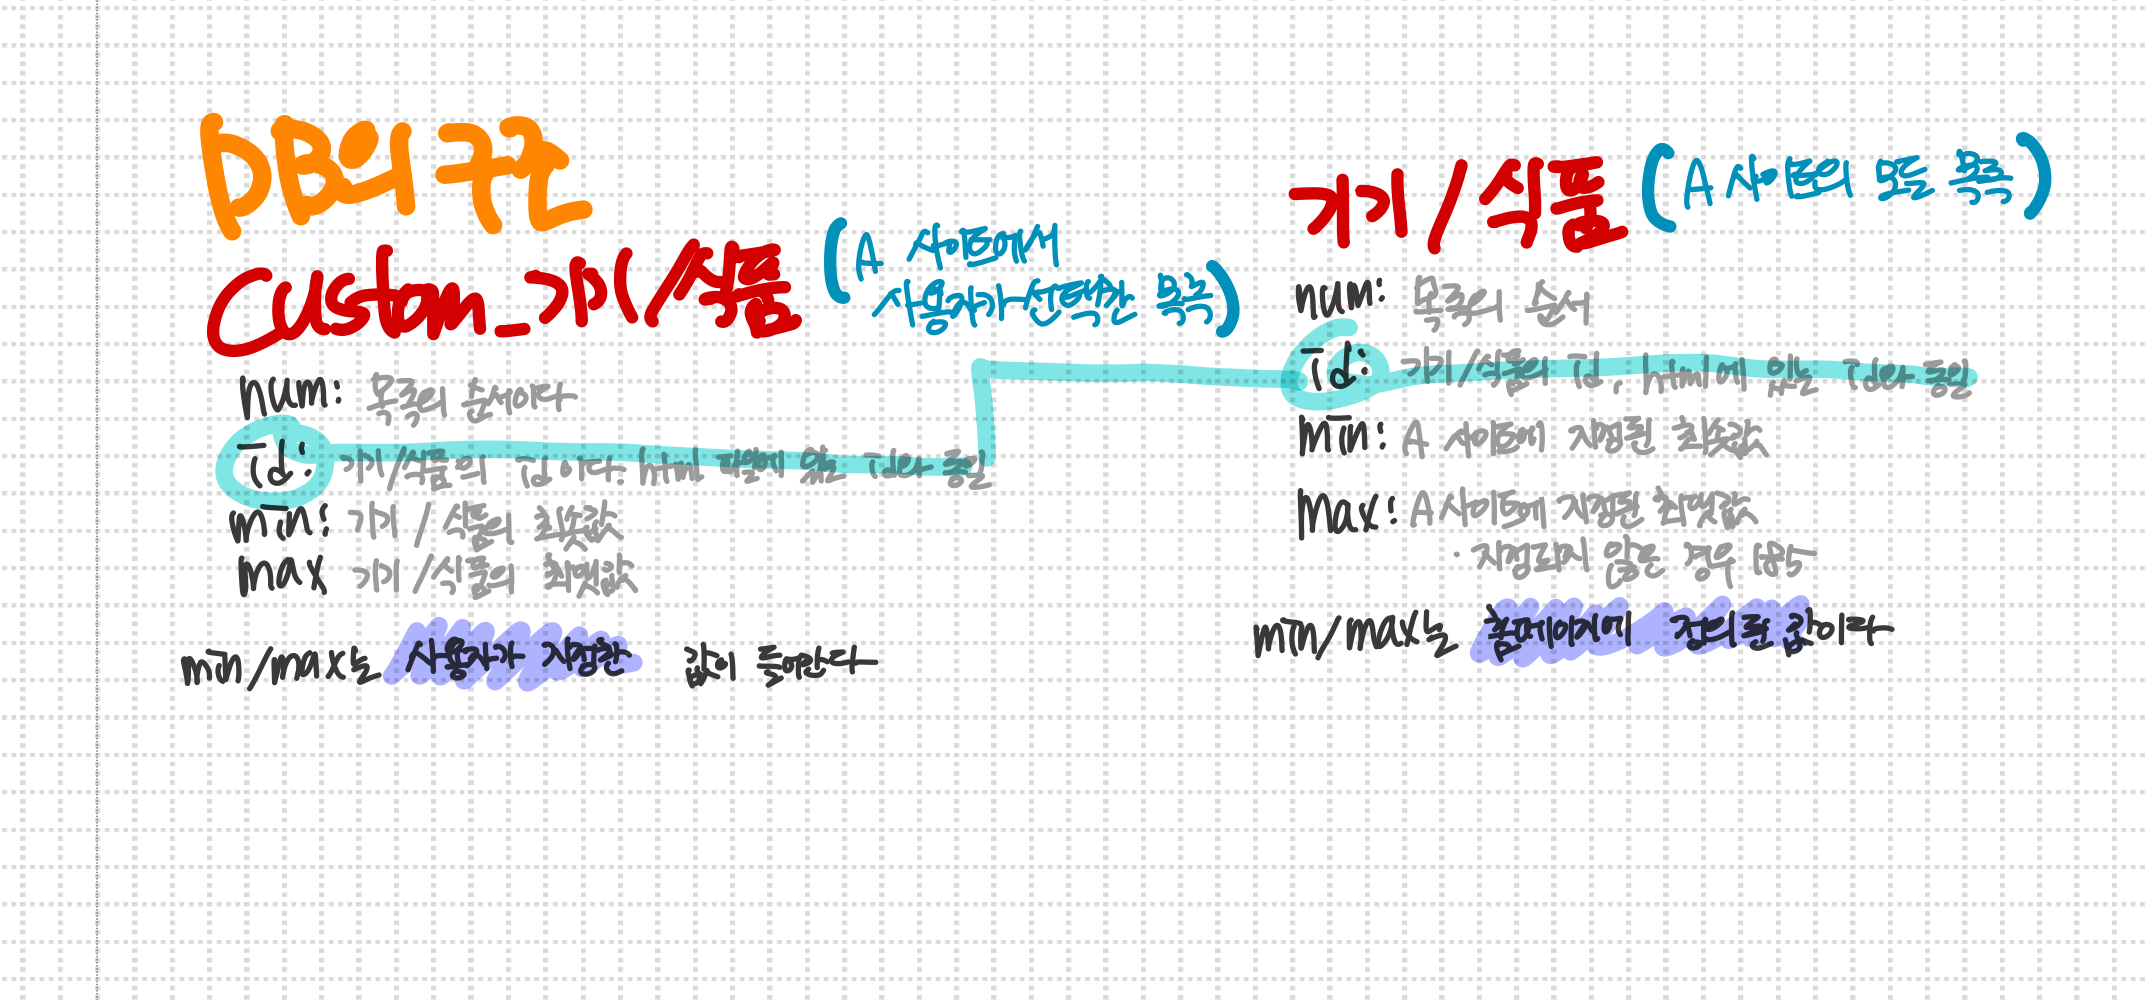 DB의 구간
Custom_기기/식품 (A 사이트에서
사용자가 선택한 목록)
num: 목록의 순서이다
id: 기기/식품의 id이다. html 파일에 있는 id와 동일
min: 기기/식품의 최솟값
max 기기/식품의 최댓값
min/max는 사용자가 지정한 값이 들어간다
기기/식품 (A 사이트의 모든 목록)
num: 목록의 순서
id: 기기/식품의 id, html에 있는 id와 동일
min: A 사이트에 지정된 최솟값
max: A 사이트에 지정된 최댓값
· 지정되지 않은 경우 185
min/max는 홈페이지에 정의된 값이다